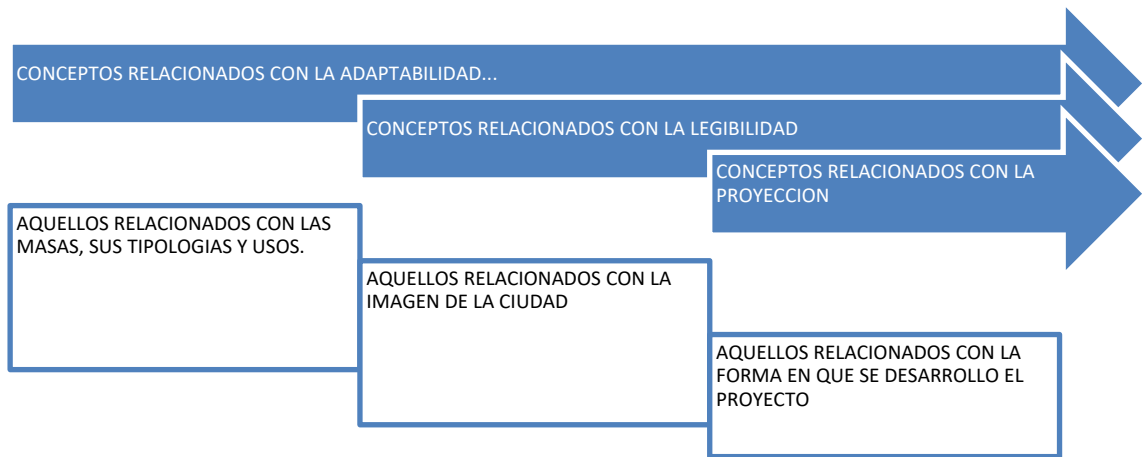 CONCEPTOS RELACIONADOS CON LA ADAPTABILIDAD...
CONCEPTOS RELACIONADOS CON LA LEGIBILIDAD
CONCEPTOS RELACIONADOS CON LA
PROYECCION
AQUELLOS RELACIONADOS CON LAS
MASAS, SUS TIPOLOGIAS Y USOS.
AQUELLOS RELACIONADOS CON LA
IMAGEN DE LA CIUDAD
AQUELLOS RELACIONADOS CON LA
FORMA EN QUE SE DESARROLLO EL
PROYECTO